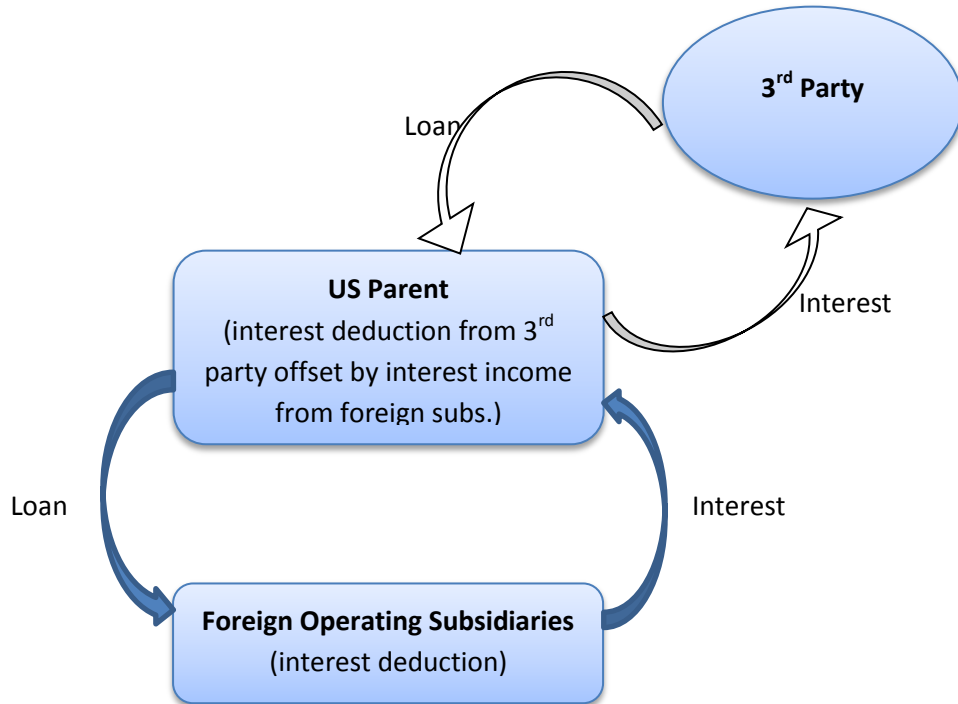 3rd Party
Loan
US Parent
(interest deduction from 3rd
party offset by interest income
from foreign subs.)
Interest
Loan
Interest
Foreign Operating Subsidiaries
(interest deduction)